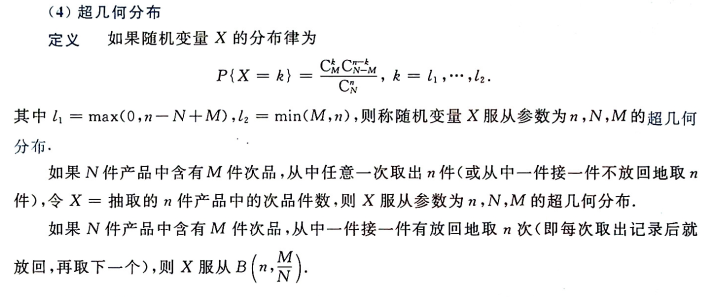 (4) 超几何分布
定义 如果随机变量 X 的分布律为
P{X = k} = \frac{C_M^k C_{N-M}^{n-k}}{C_N^n}, k = l₁,⋯,l₂.
其中 l₁ = max(0,n－N＋M),l₂ = min(M,n),则称随机变量 X 服从参数为 n,N,M 的超几何
分布.
如果 N 件产品中含有 M 件次品,从中任意一次取出 n 件(或从中一件接一件不放回地取 n
件),令 X = 抽取的 n 件产品中的次品件数,则 X 服从参数为 n,N,M 的超几何分布.
如果 N 件产品中含有 M 件次品,从中一件接一件有放回地取 n 次(即每次取出记录后就
放回,再取下一个),则 X 服从 B(n,\frac{M}{N}).